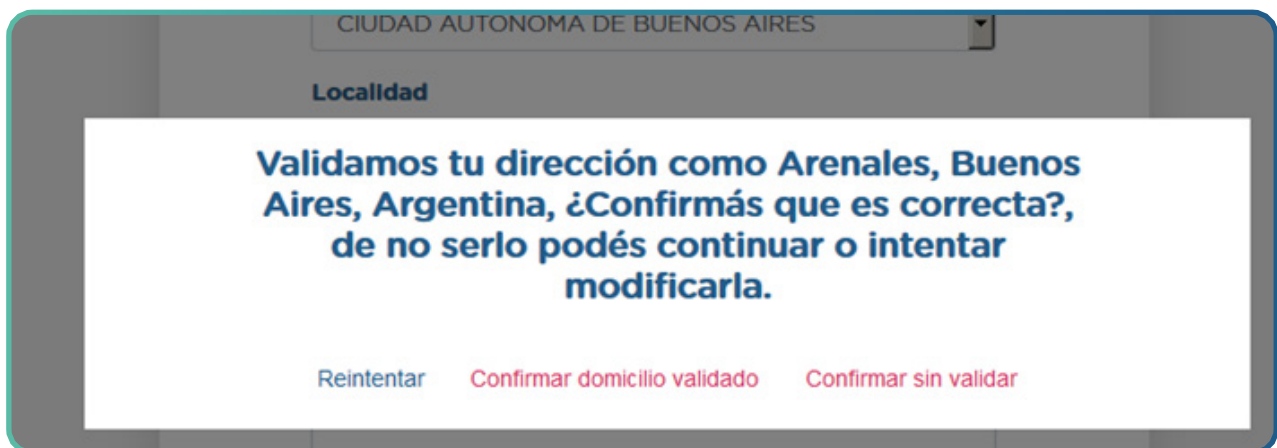 CIUDAD AUTONOMA DE BUENOS AIRES
Localidad
Validamos tu dirección como Arenales, Buenos
Aires, Argentina, ¿Confirmás que es correcta?,
de no serlo podés continuar o intentar
modificarla.
Reintentar Confirmar domicilio validado Confirmar sin validar